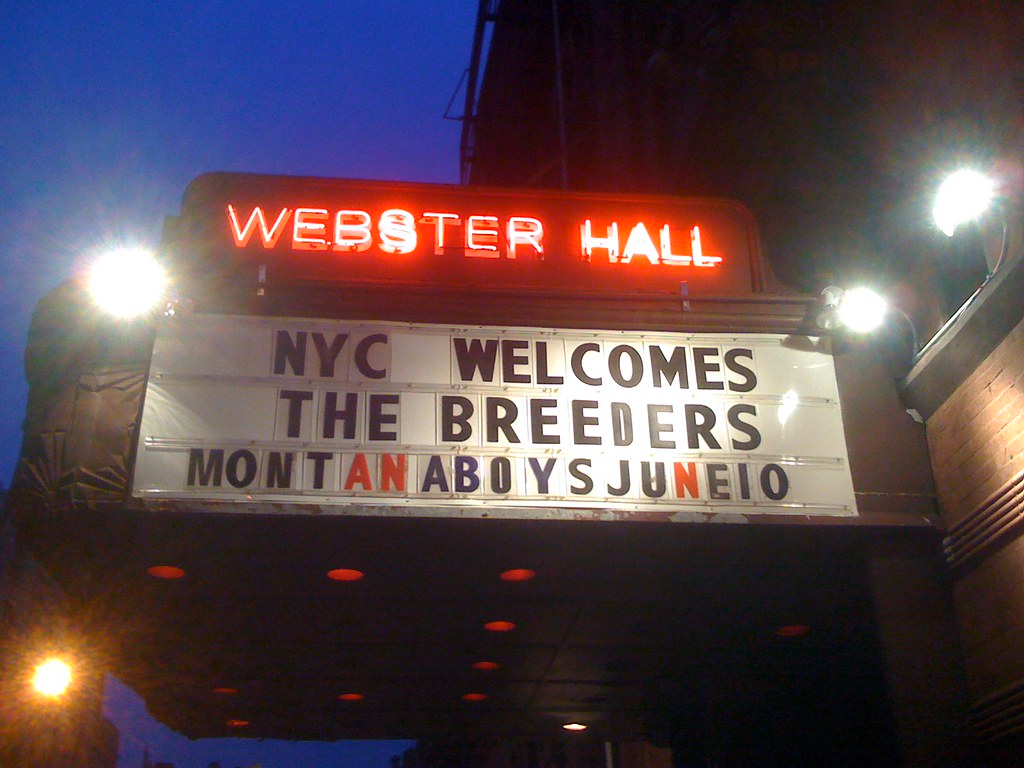 WEBSTER HALL
NYC WELCOMES
THE BREEDERS
MONTANABOYSJUNE10